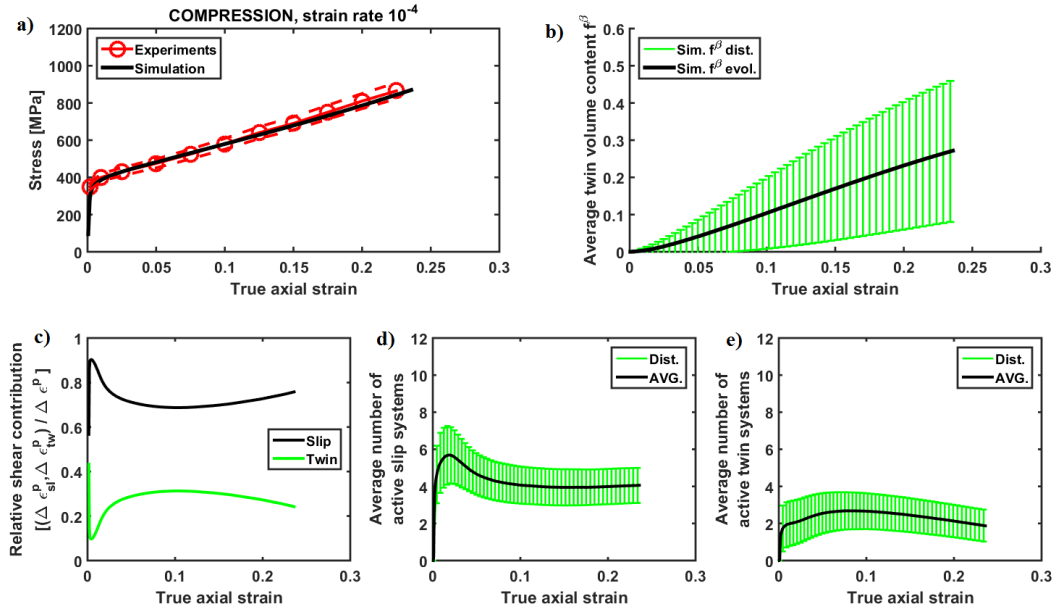 a)
COMPRESSION, strain rate 10⁻⁴
Stress [MPa]
1200
1000
800
600
400
200
0
Experiments
Simulation
0
0.05
0.1
0.15
0.2
0.25
0.3
True axial strain
b)
Average twin volume content f^β
0.6
0.5
0.4
0.3
0.2
0.1
0
Sim. f^β dist.
Sim. f^β evol.
0
0.05
0.1
0.15
0.2
0.25
0.3
True axial strain
c)
Relative shear contribution
[(Δ ϵ^p_sl,Δ ϵ^p_tw) / Δ ϵ^p ]
1
0.8
0.6
0.4
0.2
0
Slip
Twin
0
0.1
0.2
0.3
True axial strain
d)
Average number of
active slip systems
12
10
8
6
4
2
0
Dist.
AVG.
0
0.1
0.2
0.3
True axial strain
e)
Average number of
active twin systems
12
10
8
6
4
2
0
Dist.
AVG.
0
0.1
0.2
0.3
True axial strain